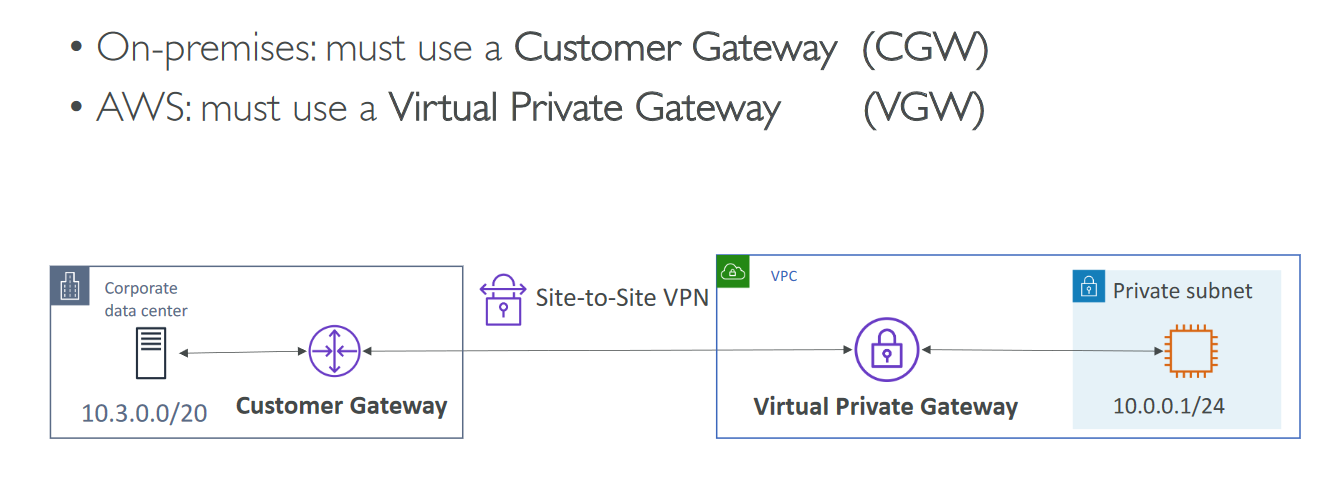 • On-premises: must use a Customer Gateway (CGW)
• AWS: must use a Virtual Private Gateway (VGW)
Corporate
data center
10.3.0.0/20
Customer Gateway
Site-to-Site VPN
VPC
Virtual Private Gateway
Private subnet
10.0.0.1/24